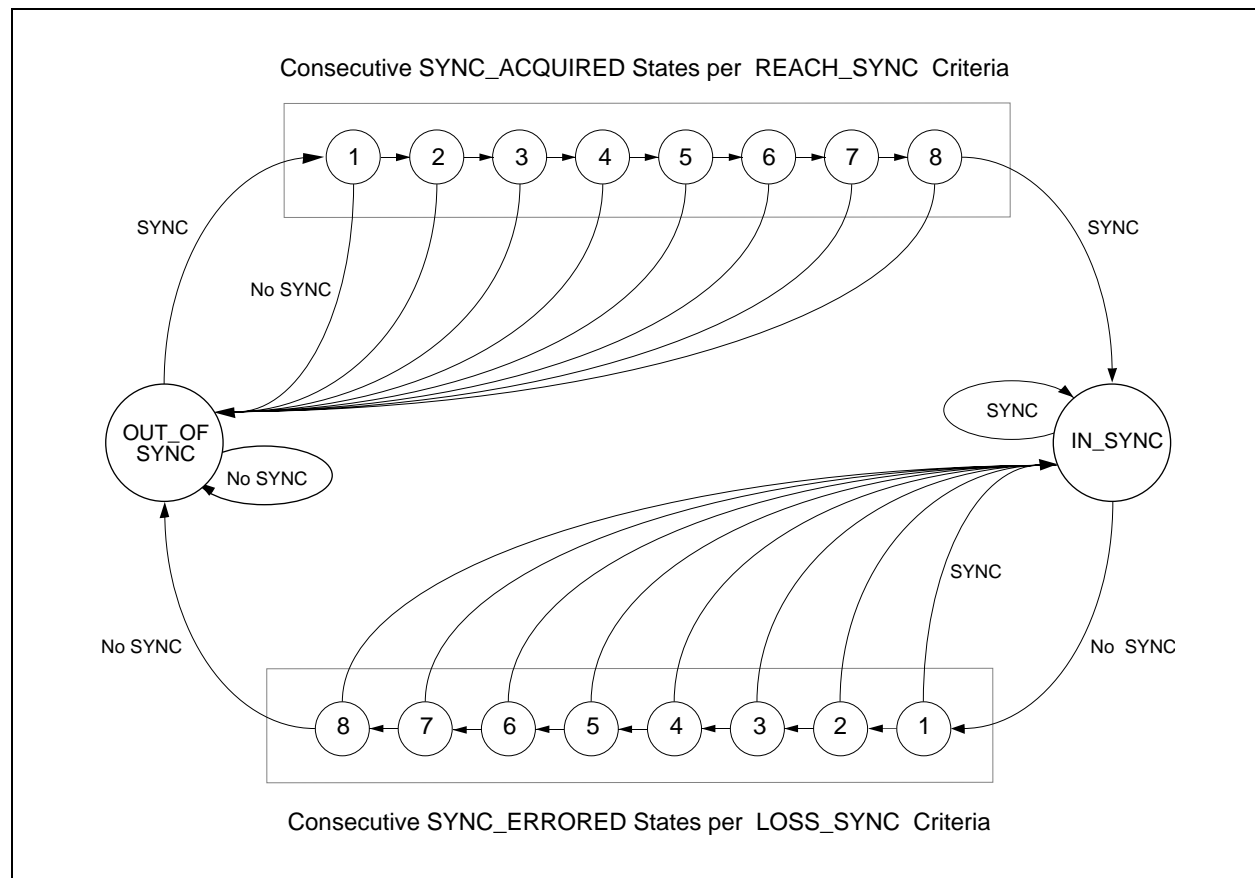 Consecutive SYNC_ACQUIRED States per REACH_SYNC Criteria
1 2 3 4 5 6 7 8
SYNC
SYNC
No SYNC
OUT_OF
SYNC
No SYNC
SYNC
IN_SYNC
SYNC
No SYNC
No SYNC
8 7 6 5 4 3 2 1
Consecutive SYNC_ERRORED States per LOSS_SYNC Criteria